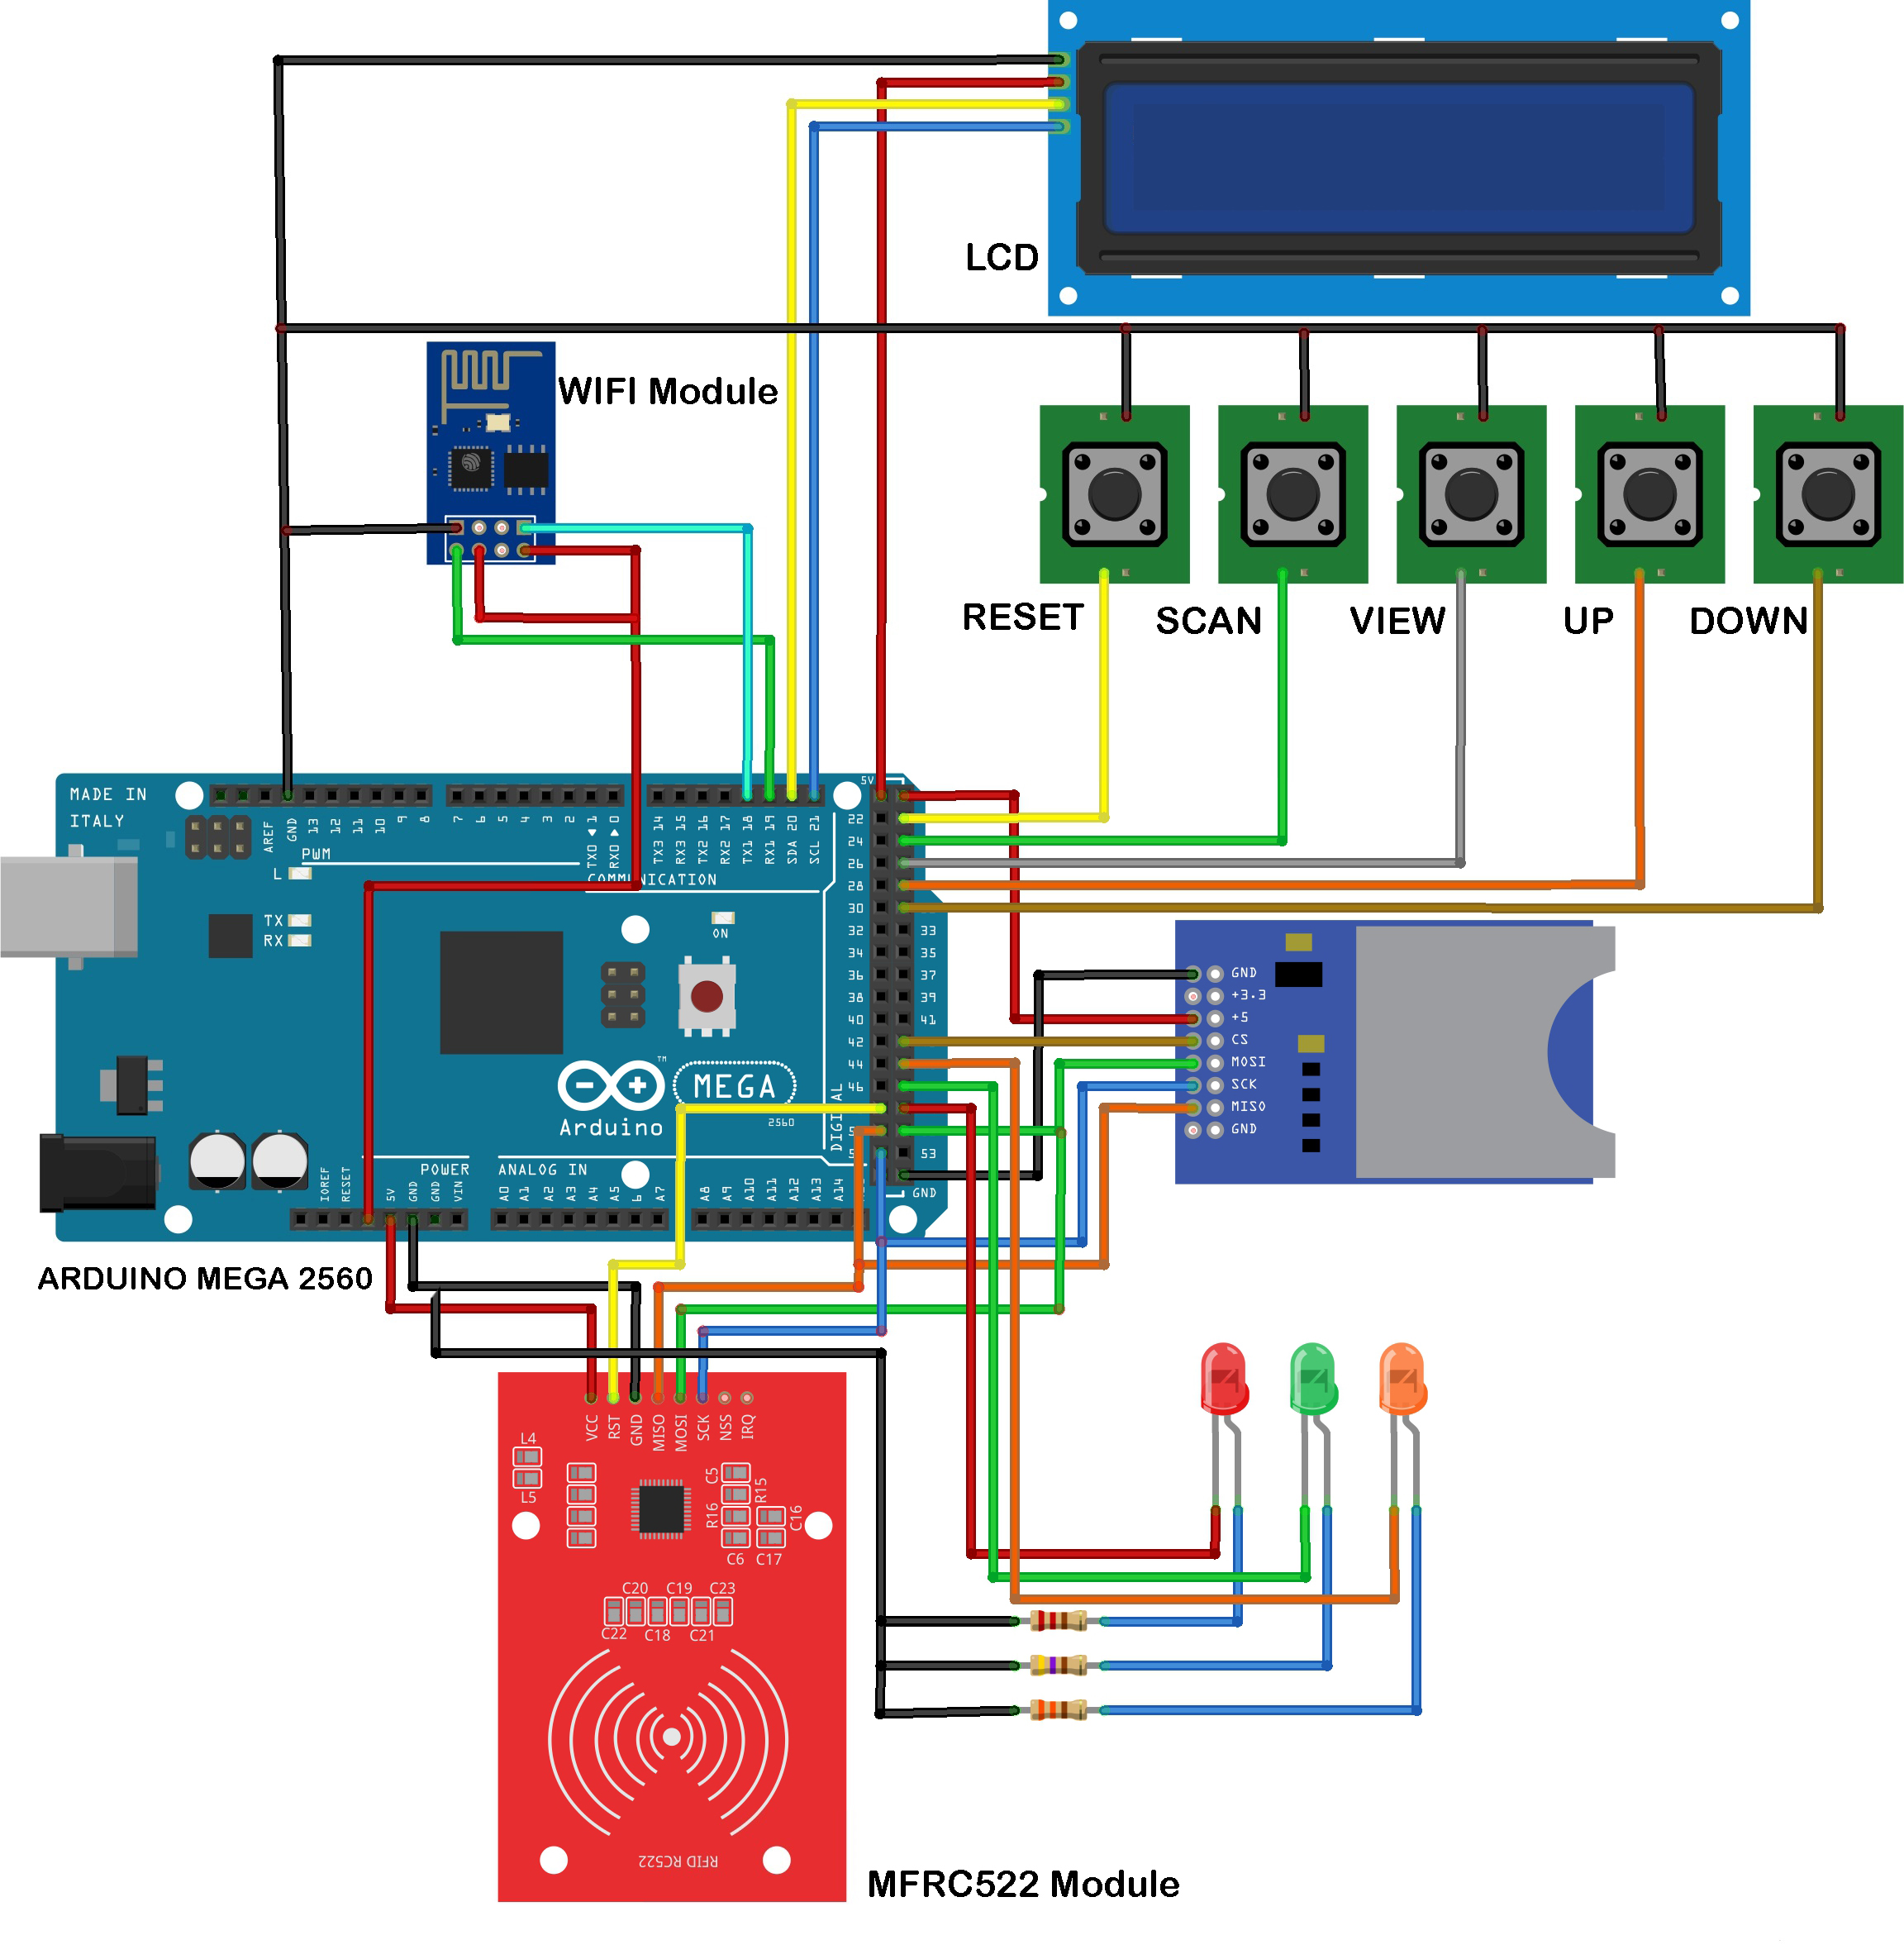 LCD
WIFI Module
RESET
SCAN
VIEW
UP
DOWN
MADE IN
ITALY
AREF
GND
13
12
11
10
9
8
7
6
5
4
3
2
TX0 ◀ 1
RX0 ▶ 0
TX3 14
RX3 15
TX2 16
RX2 17
TX1 18
RX1 19
SDA 20
SCL 21
5V
PWM
L
COMMUNICATION
TX
RX
ON
22
24
26
28
30
32 33
34 35
36 37
38 39
40 41
42
44
46
53
GND
DIGITAL
MEGA
2560
TM
Arduino
POWER
ANALOG IN
IOREF
RESET
5V
GND
GND
VIN
A0
A1
A2
A3
A4
A5
6
A7
A8
A9
A10
A11
A12
A13
A14
GND
+3.3
+5
CS
MOSI
SCK
MISO
GND
ARDUINO MEGA 2560
VCC
RST
GND
MISO
MOSI
SCK
NSS
IRQ
L4
L5
C5
R15
R16
C16
C6
C17
C20
C19
C23
C22
C18
C21
RFID RC522
MFRC522 Module